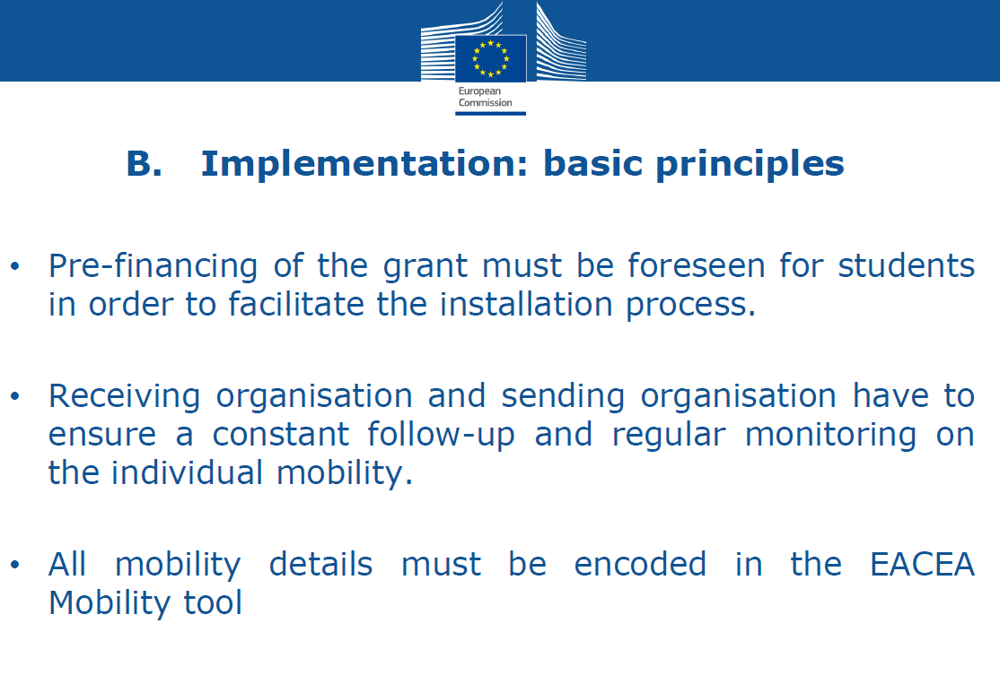 European
Commission
B. Implementation: basic principles
• Pre-financing of the grant must be foreseen for students
in order to facilitate the installation process.
• Receiving organisation and sending organisation have to
ensure a constant follow-up and regular monitoring on
the individual mobility.
• All mobility details must be encoded in the EACEA
Mobility tool